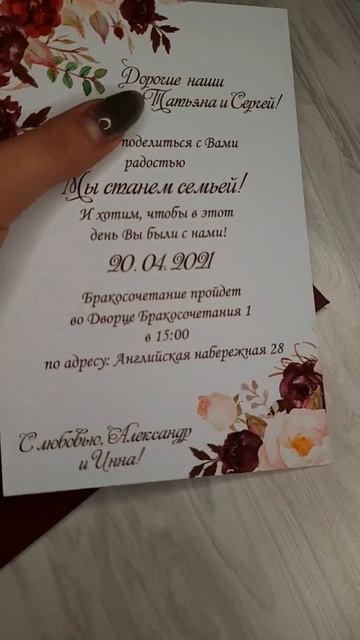 Дорогие наши
Татьяна и Сергей!
поделиться с Вами
радостью
Мы станем семьей!
И хотим, чтобы в этот
день Вы были с нами!
20.04.2021
Бракосочетание пройдет
во Дворце Бракосочетания 1
в 15:00
по адресу: Английская набережная 28
С любовью, Александр
и Инна!